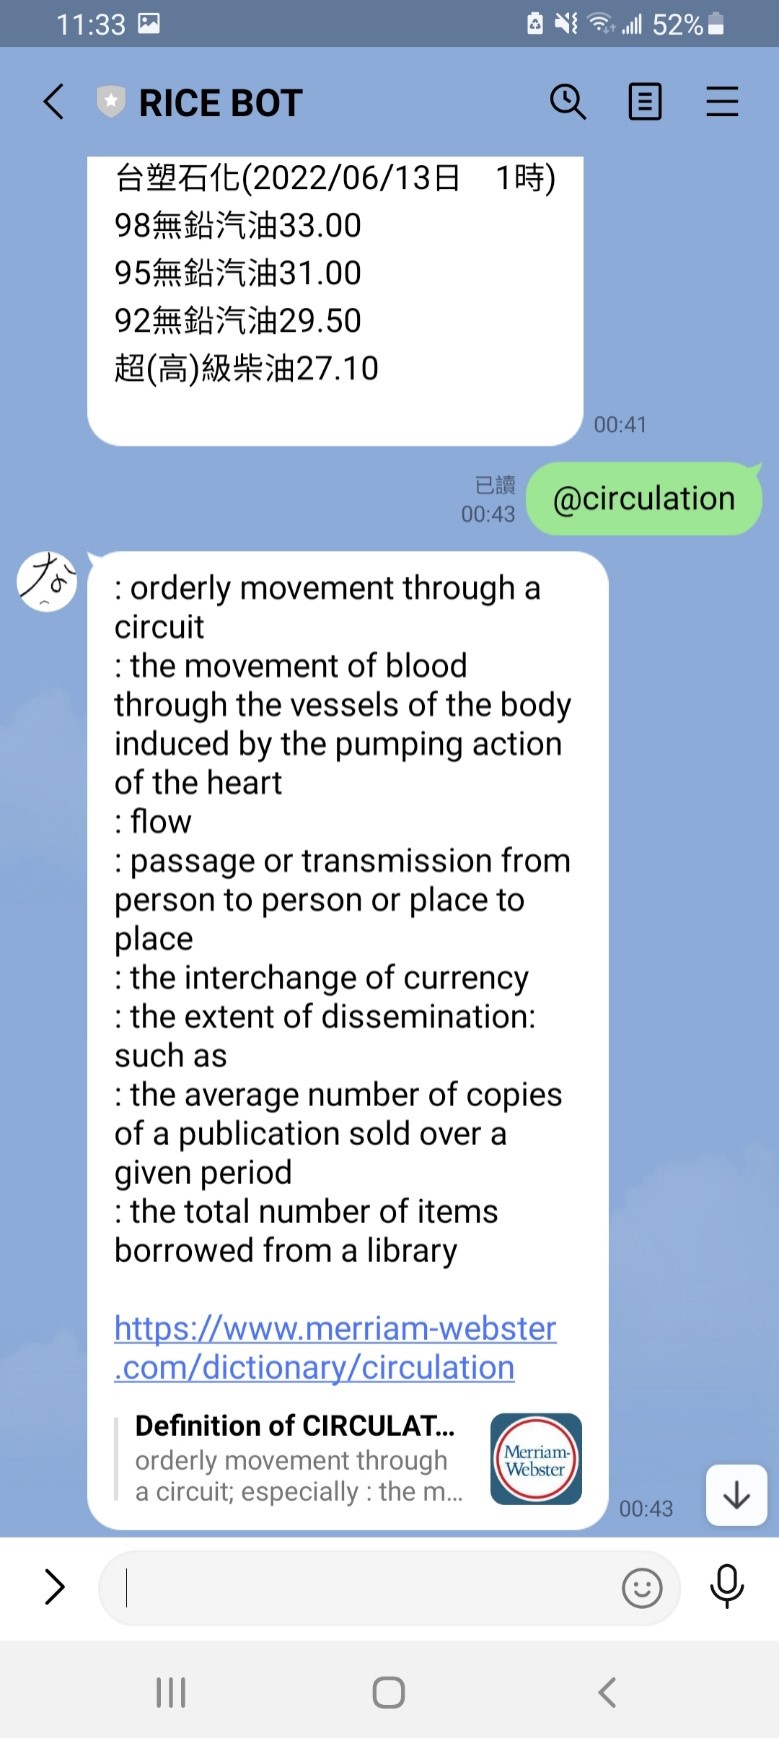 11:33
52%
RICE BOT
台塑石化(2022/06/13日　1時)
98無鉛汽油33.00
95無鉛汽油31.00
92無鉛汽油29.50
超(高)級柴油27.10
00:41
已讀
00:43
@circulation
な
: orderly movement through a
circuit
: the movement of blood
through the vessels of the body
induced by the pumping action
of the heart
: flow
: passage or transmission from
person to person or place to
place
: the interchange of currency
: the extent of dissemination:
such as
: the average number of copies
of a publication sold over a
given period
: the total number of items
borrowed from a library
https://www.merriam-webster
.com/dictionary/circulation
Definition of CIRCULAT...
orderly movement through
a circuit; especially : the m...
Merriam-
Webster
00:43